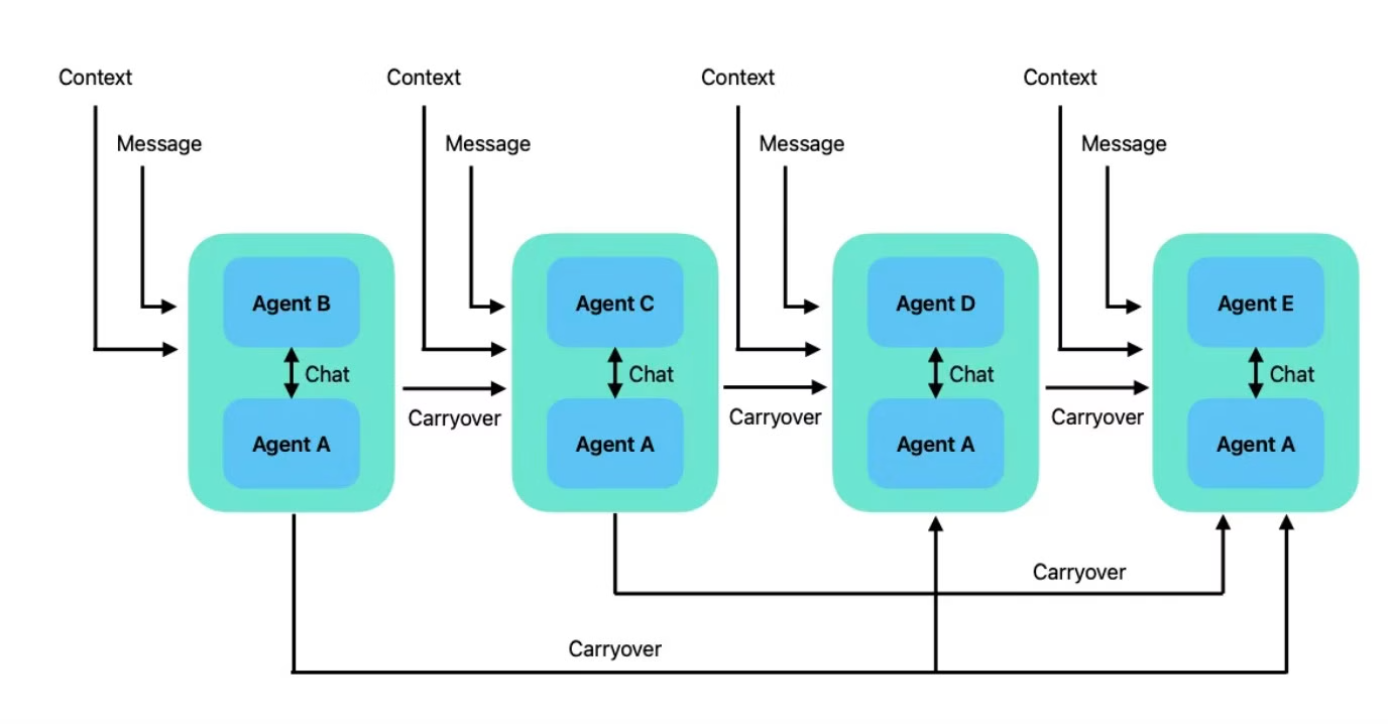 Context
Context
Context
Context
Message
Message
Message
Message
Agent B
Agent C
Agent D
Agent E
Chat
Chat
Chat
Chat
Carryover
Carryover
Carryover
Agent A
Agent A
Agent A
Agent A
Carryover
Carryover